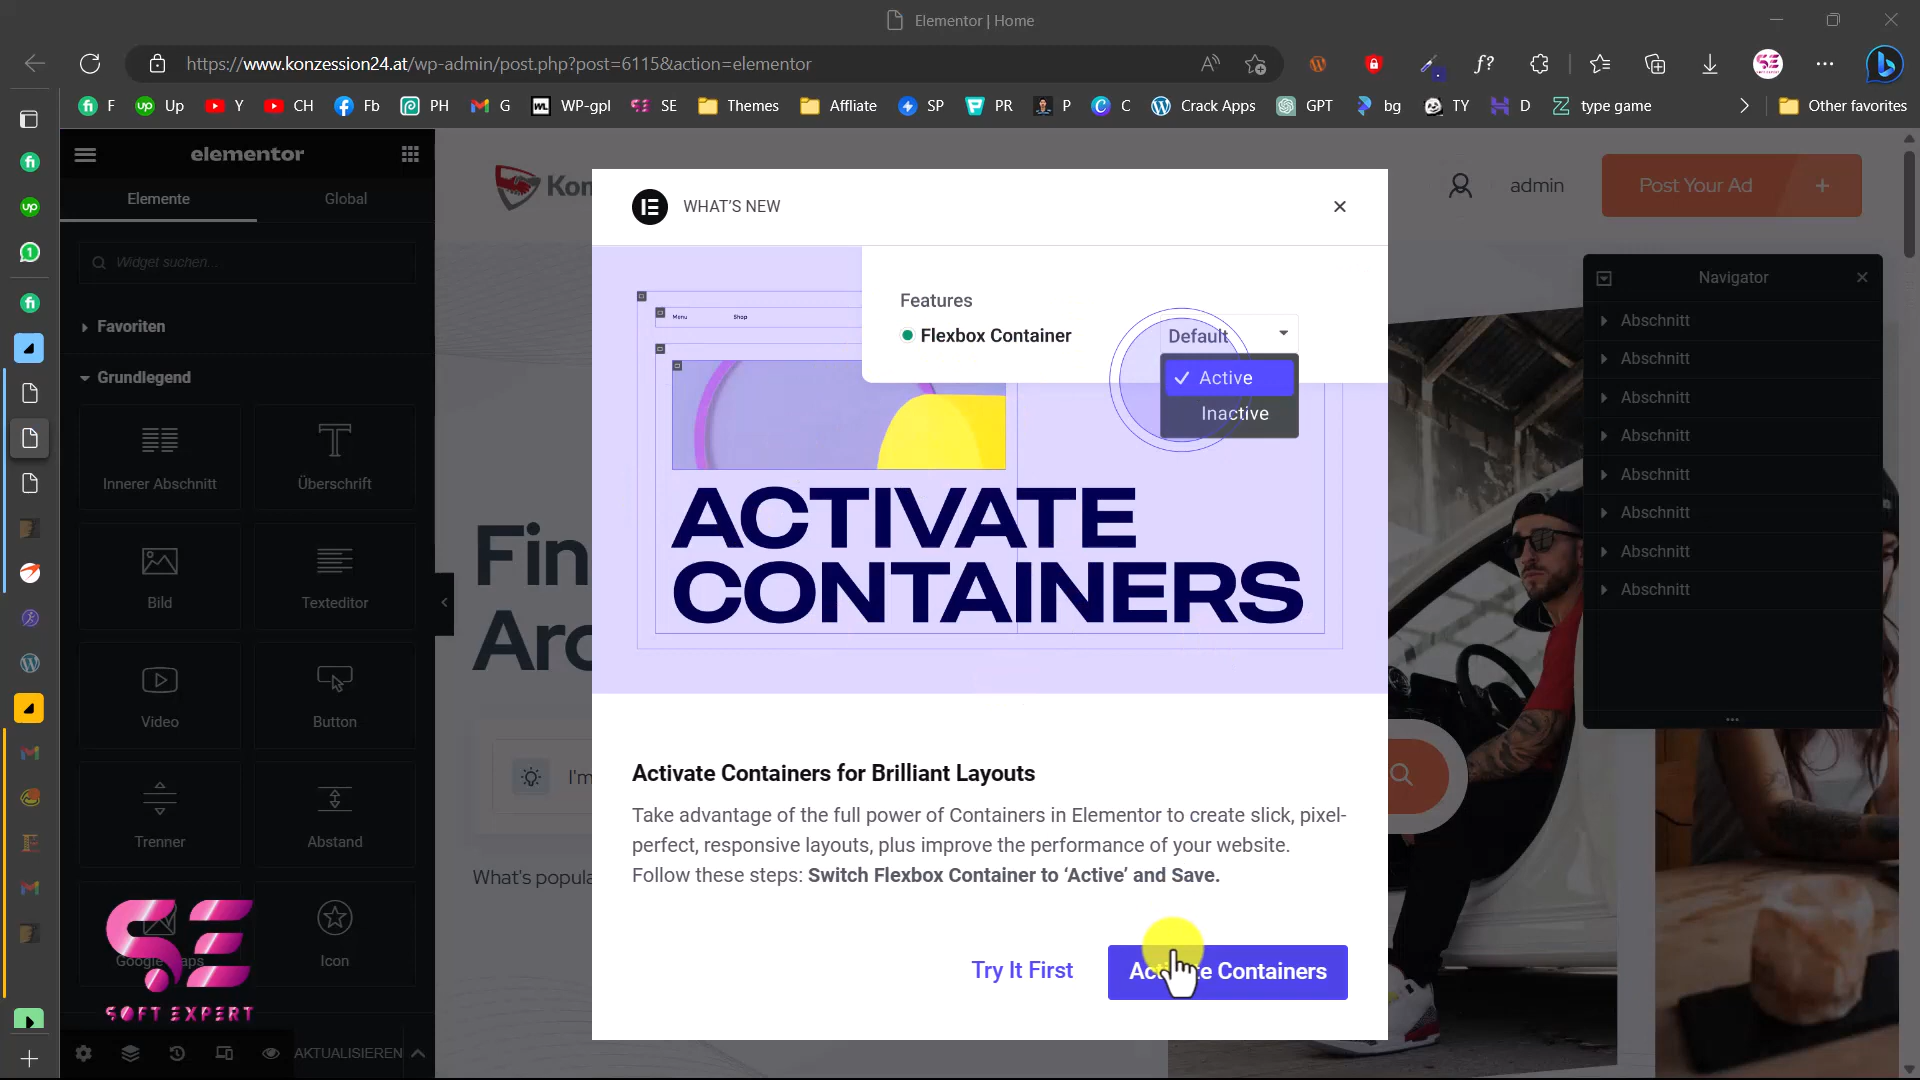 Elementor | Home
https://www.konzession24.at/wp-admin/post.php?post=6115&action=elementor
F
Up
Y
CH
Fb
PH
G
WP-gpl
SE
Themes
Affliate
SP
PR
P
C
Crack Apps
GPT
bg
TY
D
type game
Other favorites
elementor
Elemente
Global
Widget suchen...
Favoriten
Grundlegend
Innerer Abschnitt
Überschrift
Bild
Texteditor
Video
Button
Trenner
Abstand
Icon
SOFT EXPERT
AKTUALISIEREN
Kon
admin
Post Your Ad +
Fin
Arc
I'm
What's popula
WHAT'S NEW
Features
Flexbox Container
Default
Active
Inactive
Menu
Shop
ACTIVATE
CONTAINERS
Activate Containers for Brilliant Layouts
Take advantage of the full power of Containers in Elementor to create slick, pixel-
perfect, responsive layouts, plus improve the performance of your website.
Follow these steps: Switch Flexbox Container to ‘Active’ and Save.
Try It First
Containers
Navigator
Abschnitt
Abschnitt
Abschnitt
Abschnitt
Abschnitt
Abschnitt
Abschnitt
Abschnitt